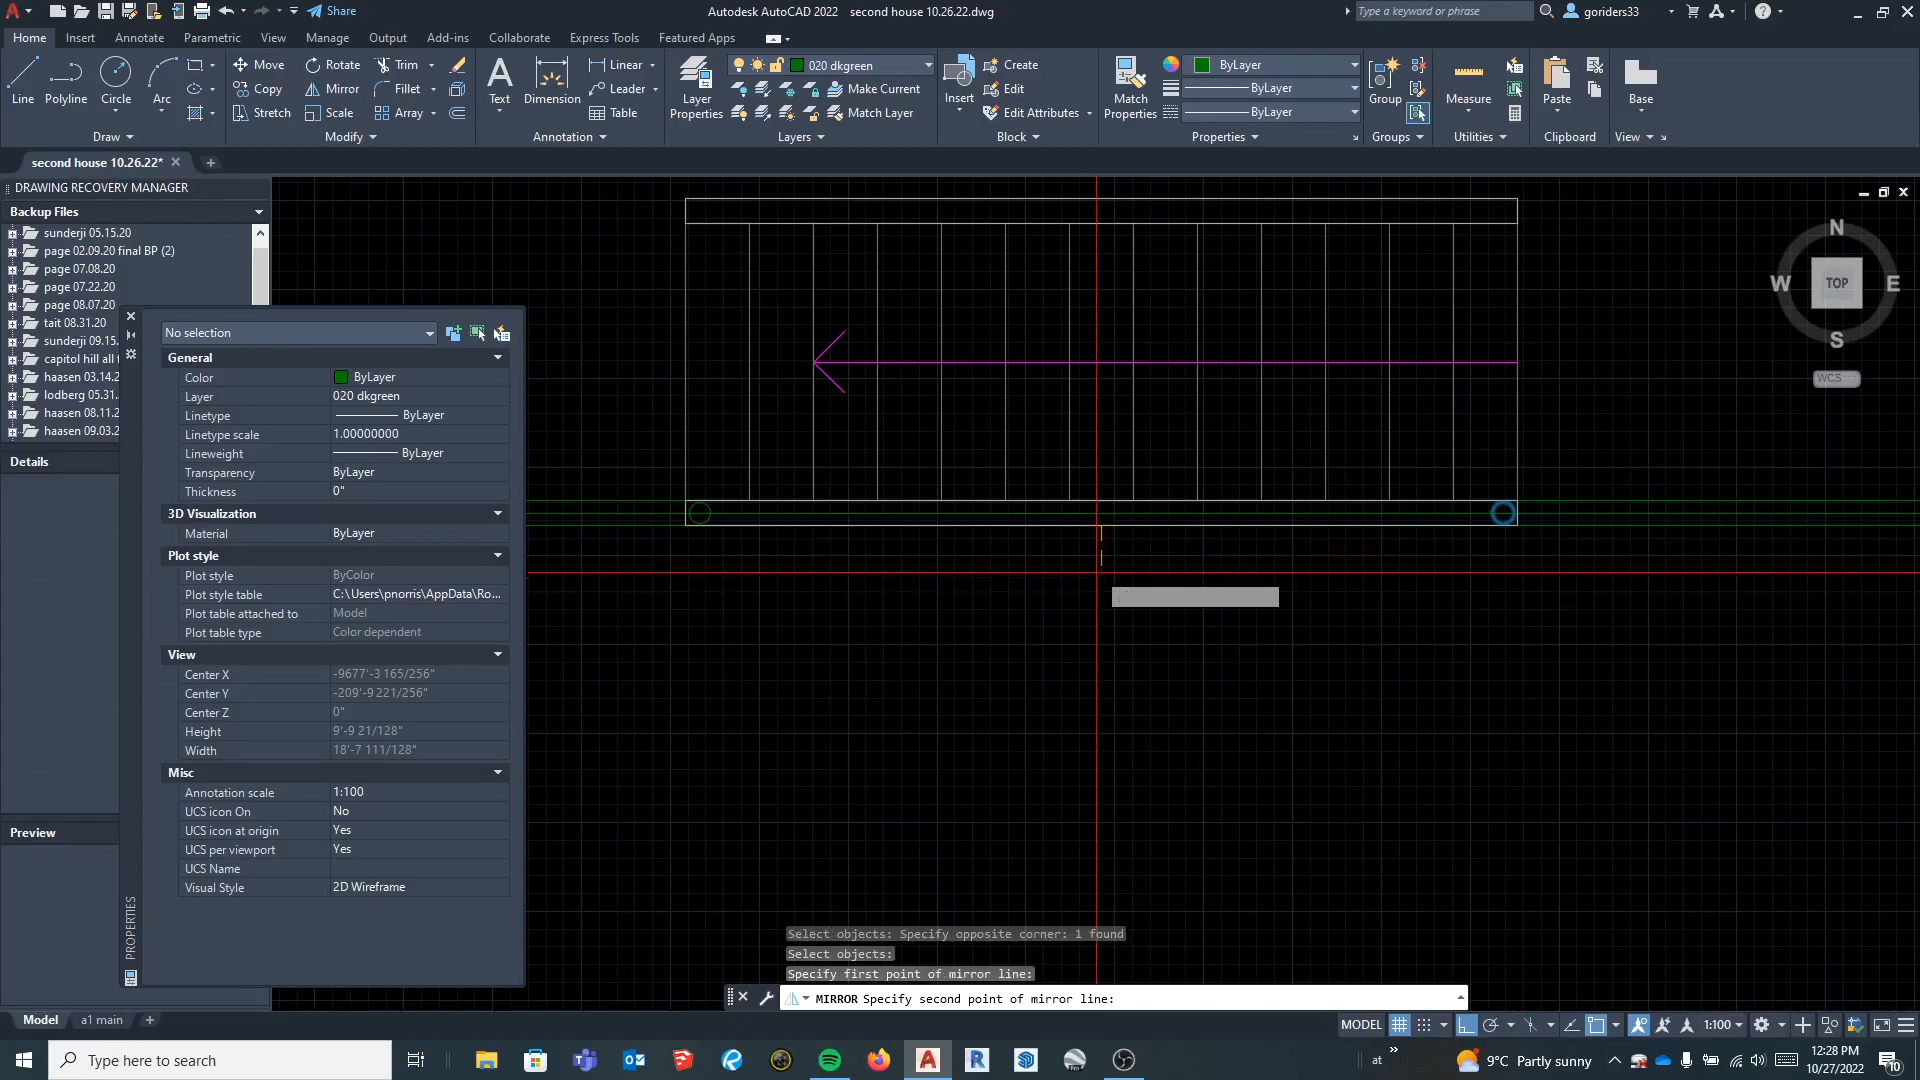 Share
Autodesk AutoCAD 2022 second house 10.26.22.dwg
Type a keyword or phrase
goriders33
Home Insert Annotate Parametric View Manage Output Add-ins Collaborate Express Tools Featured Apps
Line Polyline Circle Arc
Move Rotate Trim
Copy Mirror Fillet
Stretch Scale Array
Text Dimension
Linear
Leader
Table
Layer Properties
020 dkgreen
Make Current
Match Layer
Insert
Create
Edit
Edit Attributes
Match Properties
ByLayer
ByLayer
ByLayer
Group
Measure
Paste
Base
Draw Modify Annotation Layers Block Properties Groups Utilities Clipboard View
second house 10.26.22*
DRAWING RECOVERY MANAGER
Backup Files
sunderji 05.15.20
page 02.09.20 final BP (2)
page 07.08.20
page 07.22.20
page 08.07.20
tait 08.31.20
sunderji 09.15.
capitol hill all f
haasen 03.14.2
lodberg 05.31.
haasen 08.11.2
haasen 09.03.2
Details
Preview
No selection
General
Color ByLayer
Layer 020 dkgreen
Linetype ByLayer
Linetype scale 1.00000000
Lineweight ByLayer
Transparency ByLayer
Thickness 0"
3D Visualization
Material ByLayer
Plot style
Plot style ByColor
Plot style table C:\Users\pnorris\AppData\Ro...
Plot table attached to Model
Plot table type Color dependent
View
Center X -9677'-3 165/256"
Center Y -209'-9 221/256"
Center Z 0"
Height 9'-9 21/128"
Width 18'-7 111/128"
Misc
Annotation scale 1:100
UCS icon On No
UCS icon at origin Yes
UCS per viewport Yes
UCS Name
Visual Style 2D Wireframe
PROPERTIES
N
W TOP E
S
WCS
Select objects: Specify opposite corner: 1 found
Select objects:
Specify first point of mirror line:
MIRROR Specify second point of mirror line:
Model a1 main
MODEL 1:100
Type here to search
at
9°C Partly sunny
12:28 PM
10/27/2022
10